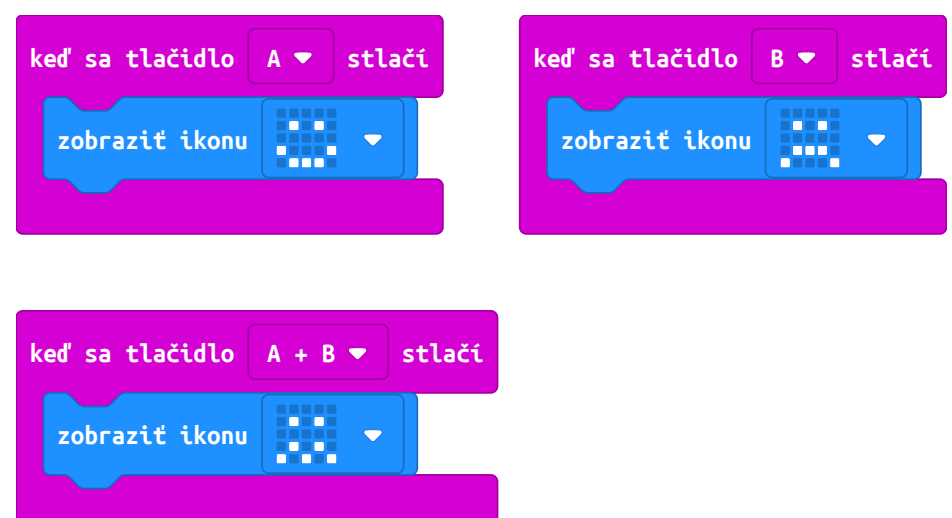 keď sa tlačidlo A stlačí
zobraziť ikonu
keď sa tlačidlo B stlačí
zobraziť ikonu
keď sa tlačidlo A + B stlačí
zobraziť ikonu